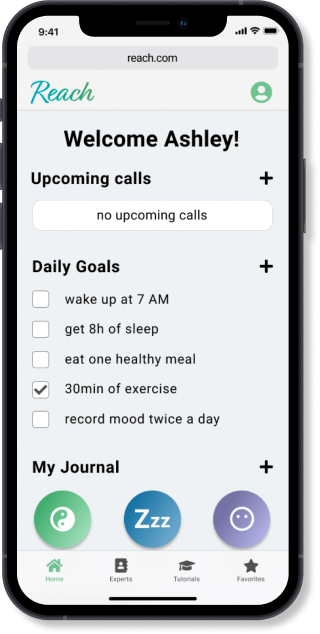 9:41
reach.com
Reach
Welcome Ashley!
Upcoming calls +
no upcoming calls
Daily Goals +
wake up at 7 AM
get 8h of sleep
eat one healthy meal
30min of exercise
record mood twice a day
My Journal +
Zzz
Home Experts Tutorials Favorites